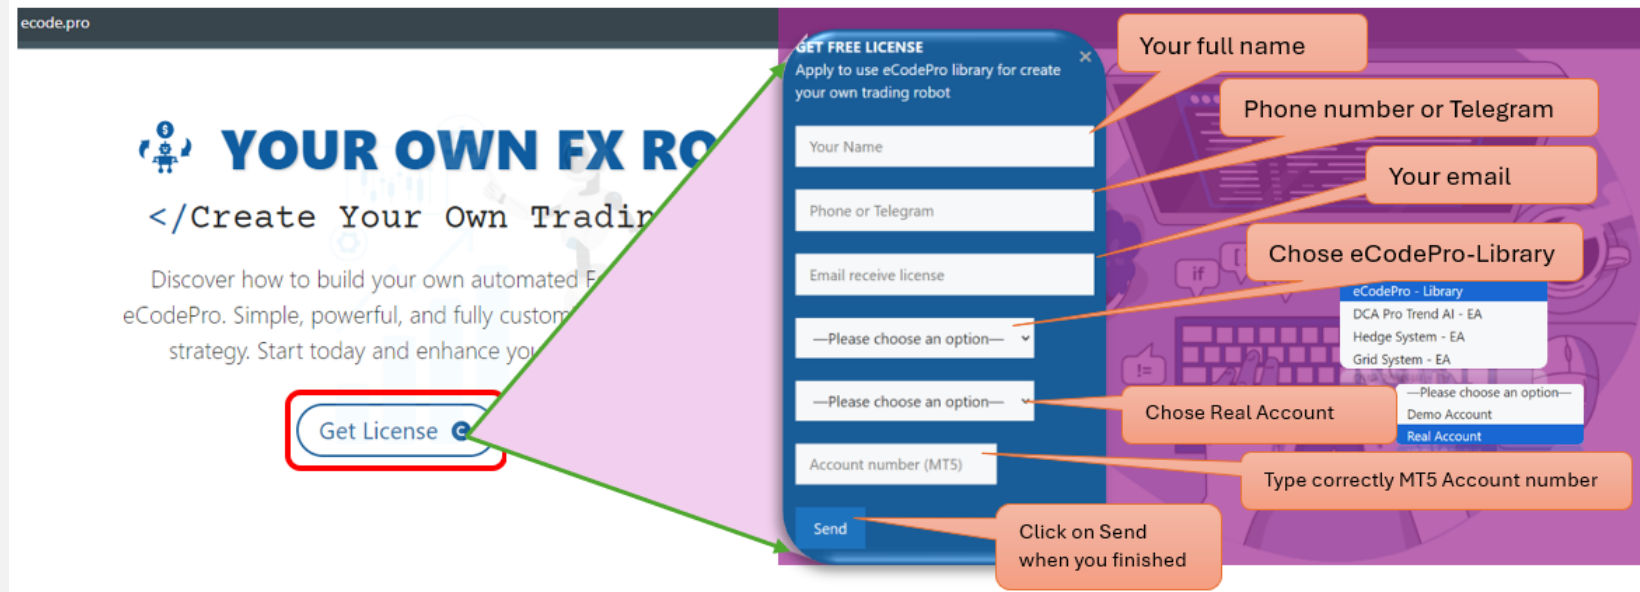 ecode.pro
YOUR OWN FX RO
</Create Your Own Tradin
Discover how to build your own automated F
eCodePro. Simple, powerful, and fully custom
strategy. Start today and enhance you
Get License
GET FREE LICENSE
Apply to use eCodePro library for create
your own trading robot
Your Name
Phone or Telegram
Email receive license
—Please choose an option—
—Please choose an option—
Account number (MT5)
Send
Your full name
Phone number or Telegram
Your email
Chose eCodePro-Library
if
[
eCodePro - Library
DCA Pro Trend AI - EA
Hedge System - EA
Grid System - EA
!=
Chose Real Account
—Please choose an option—
Demo Account
Real Account
Type correctly MT5 Account number
Click on Send
when you finished